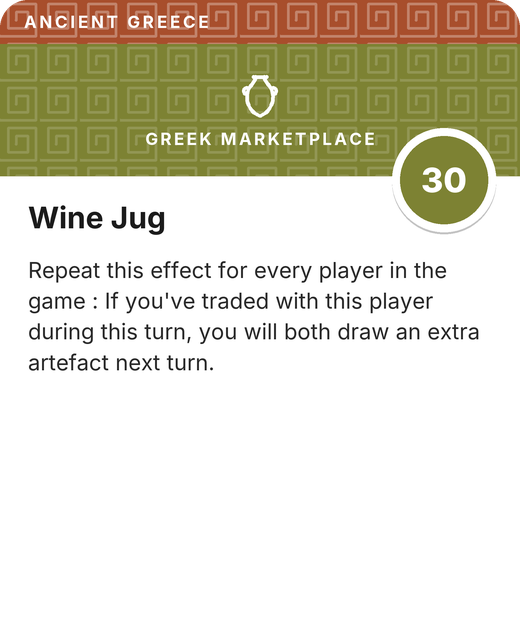 ANCIENT GREECE
GREEK MARKETPLACE
30
Wine Jug
Repeat this effect for every player in the
game : If you've traded with this player
during this turn, you will both draw an extra
artefact next turn.